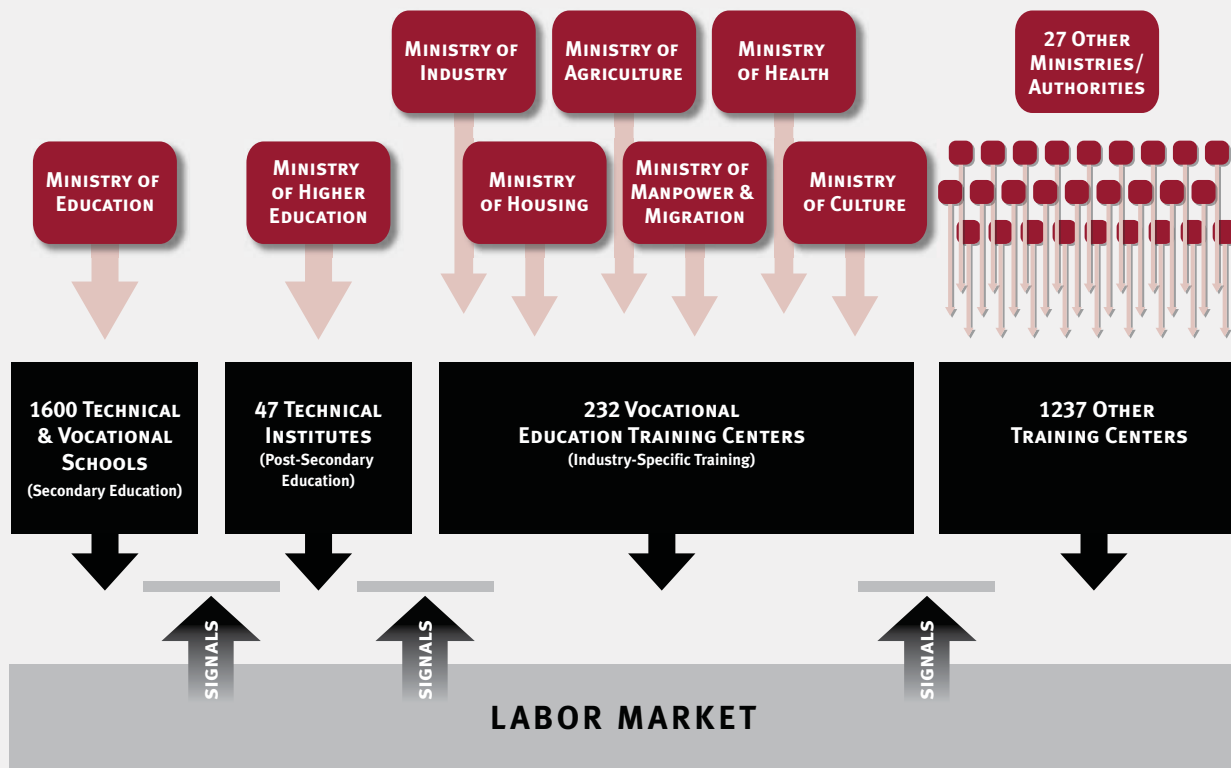 Ministry of
Industry
Ministry of
Agriculture
Ministry
of Health
27 Other
Ministries/
Authorities
Ministry of
Education
Ministry
of Higher
Education
Ministry
of Housing
Ministry of
Manpower &
Migration
Ministry
of Culture
1600 Technical
& Vocational
Schools
(Secondary Education)
47 Technical
Institutes
(Post-Secondary
Education)
232 Vocational
Education Training Centers
(Industry-Specific Training)
1237 Other
Training Centers
SIGNALS
SIGNALS
SIGNALS
LABOR MARKET